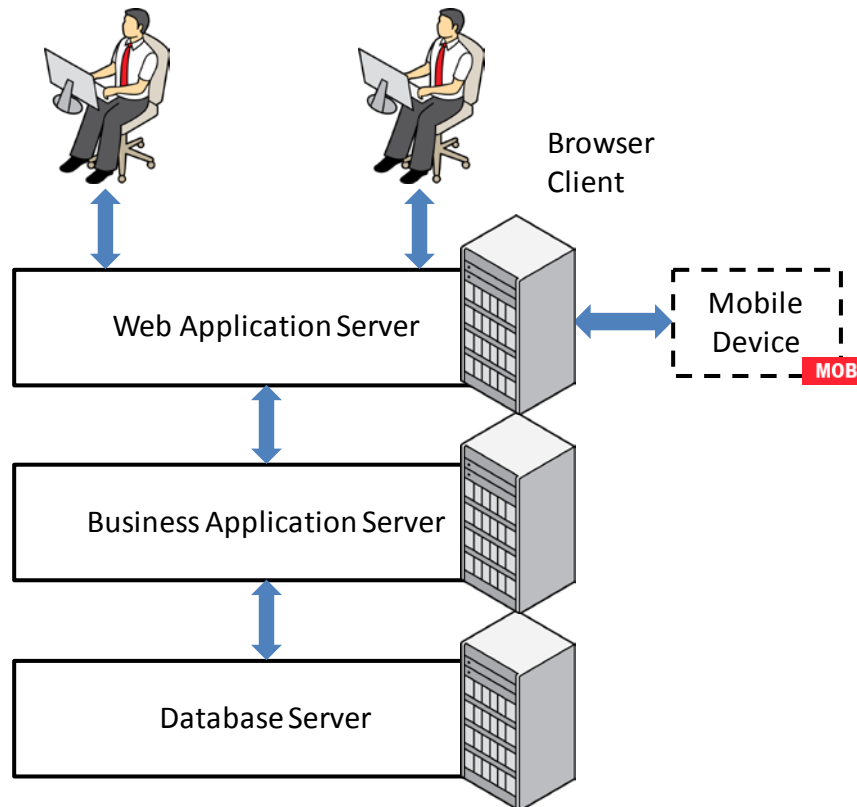 Browser
Client
Web Application Server
Mobile
Device
MOB
Business Application Server
Database Server